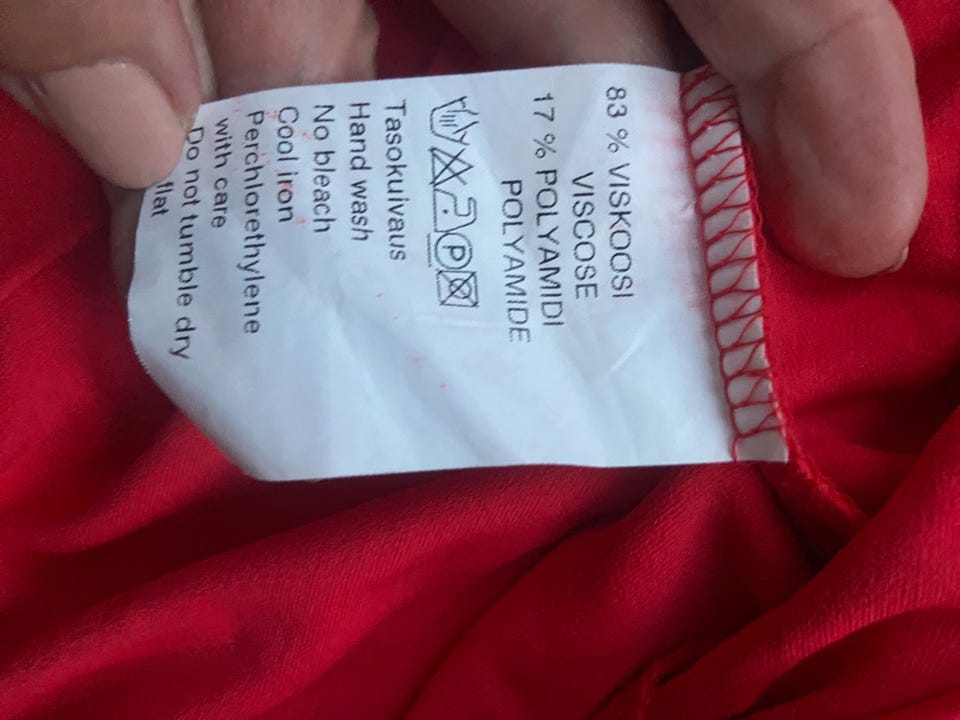 83 % VISKOOSI
VISCOSE
17 % POLYAMIDI
POLYAMIDE
P
Tasokuivaus
Hand wash
No bleach
Cool iron
Perchlorethylene
with care
Do not tumble dry
flat